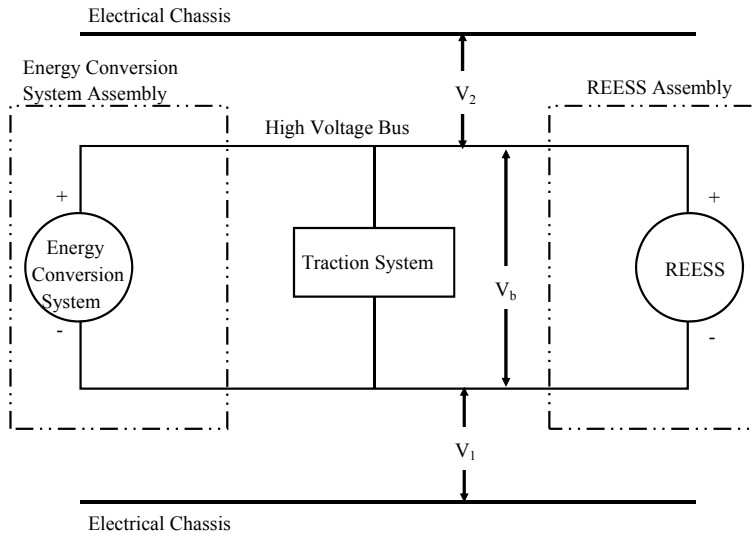 Electrical Chassis
Energy Conversion
System Assembly
V2
REESS Assembly
High Voltage Bus
+
+
Energy
Conversion
System
Traction System
Vb
REESS
-
-
V1
Electrical Chassis